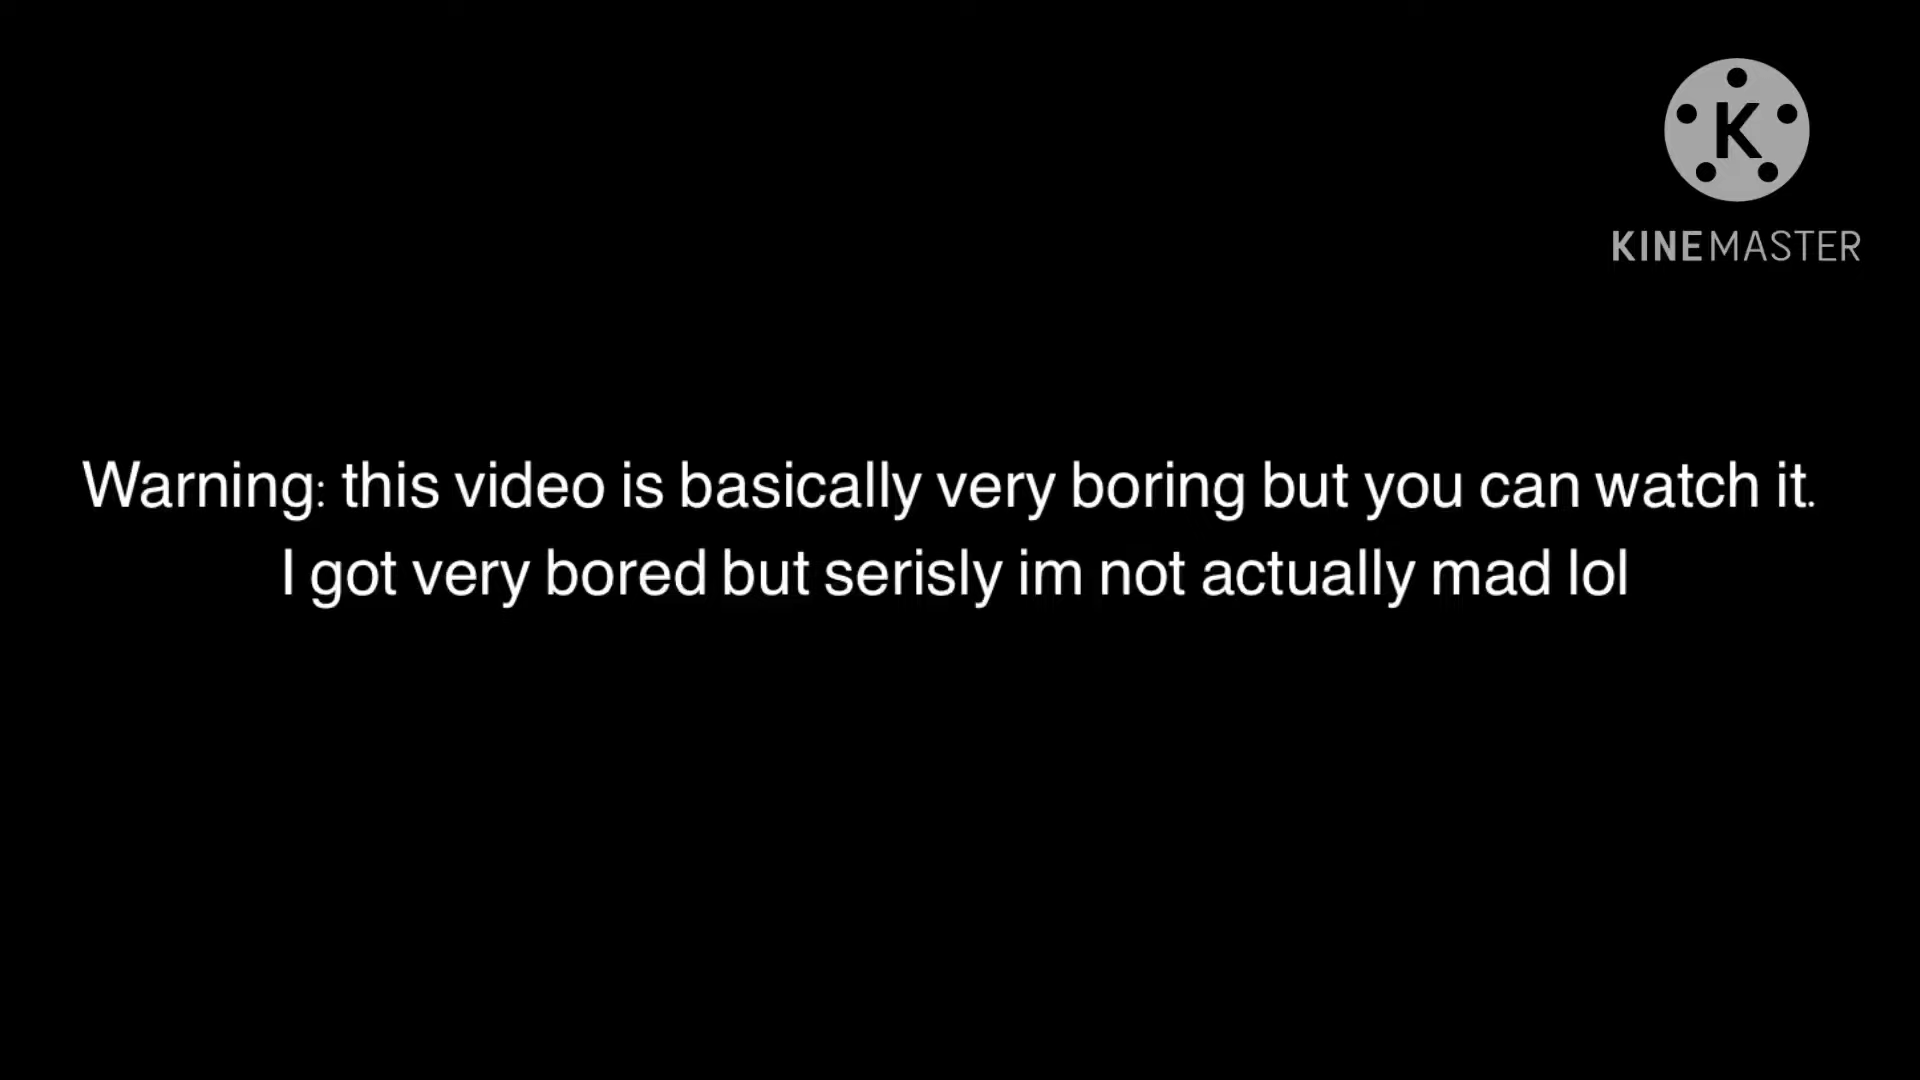 K
KINEMASTER
Warning: this video is basically very boring but you can watch it.
I got very bored but serisly im not actually mad lol